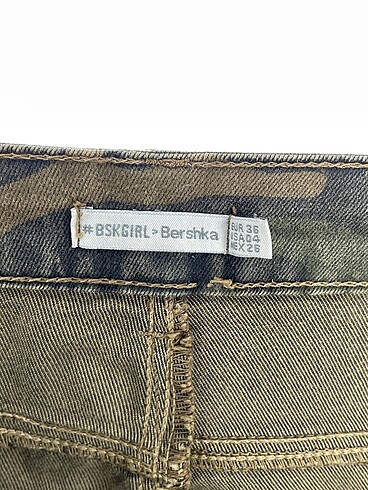 #BSKGIRL>Bershka
EUR 36
USA 04
MEX 26